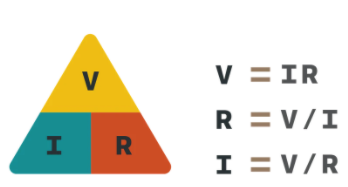 V
I R
V = IR
R = V/I
I = V/R